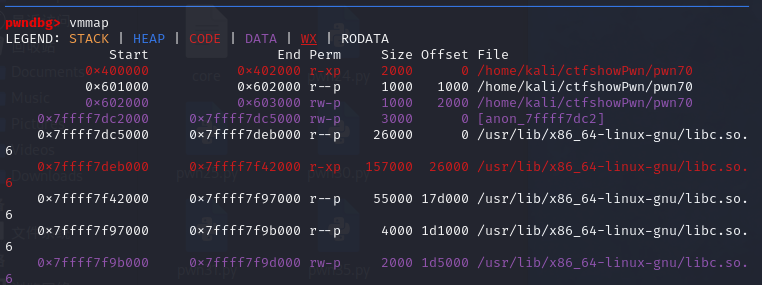 pwndbg> vmmap
LEGEND: STACK | HEAP | CODE | DATA | WX | RODATA
Start End Perm Size Offset File
0×400000 0×402000 r-xp 2000 0 /home/kali/ctfshowPwn/pwn70
0×601000 0×602000 r--p 1000 1000 /home/kali/ctfshowPwn/pwn70
0×602000 0×603000 rw-p 1000 2000 /home/kali/ctfshowPwn/pwn70
0×7ffff7dc2000 0×7ffff7dc5000 rw-p 3000 0 [anon_7ffff7dc2]
0×7ffff7dc5000 0×7ffff7deb000 r--p 26000 0 /usr/lib/x86_64-linux-gnu/libc.so.
6
0×7ffff7deb000 0×7ffff7f42000 r-xp 157000 26000 /usr/lib/x86_64-linux-gnu/libc.so.
6
0×7ffff7f42000 0×7ffff7f97000 r--p 55000 17d000 /usr/lib/x86_64-linux-gnu/libc.so.
6
0×7ffff7f97000 0×7ffff7f9b000 r--p 4000 1d1000 /usr/lib/x86_64-linux-gnu/libc.so.
6
0×7ffff7f9b000 0×7ffff7f9d000 rw-p 2000 1d5000 /usr/lib/x86_64-linux-gnu/libc.so.
6